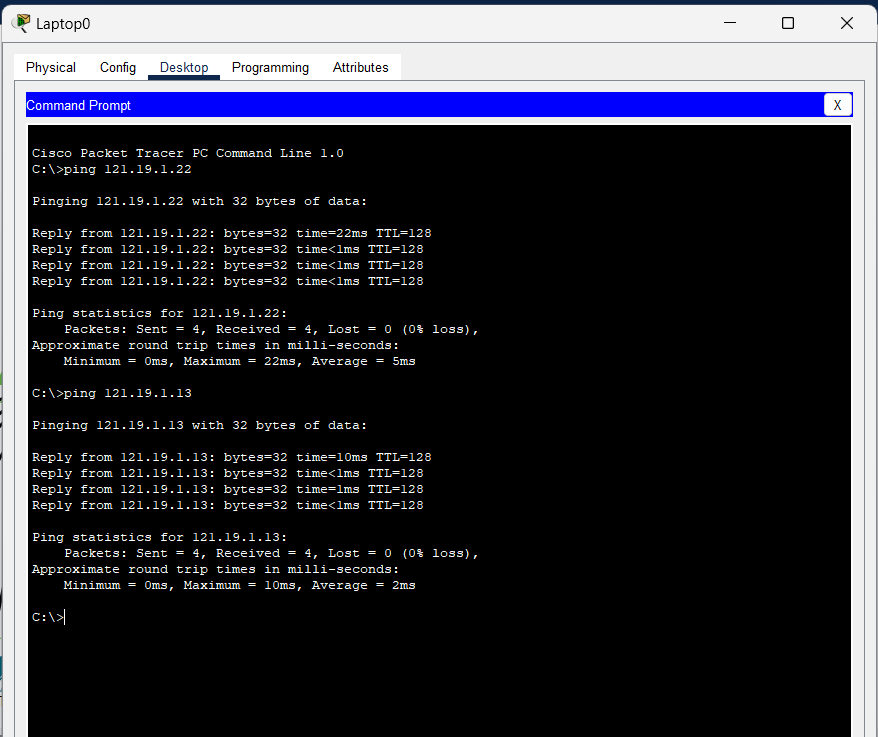 Laptop0
Physical Config Desktop Programming Attributes
Command Prompt X
Cisco Packet Tracer PC Command Line 1.0
C:\>ping 121.19.1.22
Pinging 121.19.1.22 with 32 bytes of data:
Reply from 121.19.1.22: bytes=32 time=22ms TTL=128
Reply from 121.19.1.22: bytes=32 time<1ms TTL=128
Reply from 121.19.1.22: bytes=32 time<1ms TTL=128
Reply from 121.19.1.22: bytes=32 time<1ms TTL=128
Ping statistics for 121.19.1.22:
    Packets: Sent = 4, Received = 4, Lost = 0 (0% loss),
Approximate round trip times in milli-seconds:
    Minimum = 0ms, Maximum = 22ms, Average = 5ms
C:\>ping 121.19.1.13
Pinging 121.19.1.13 with 32 bytes of data:
Reply from 121.19.1.13: bytes=32 time=10ms TTL=128
Reply from 121.19.1.13: bytes=32 time<1ms TTL=128
Reply from 121.19.1.13: bytes=32 time=1ms TTL=128
Reply from 121.19.1.13: bytes=32 time<1ms TTL=128
Ping statistics for 121.19.1.13:
    Packets: Sent = 4, Received = 4, Lost = 0 (0% loss),
Approximate round trip times in milli-seconds:
    Minimum = 0ms, Maximum = 10ms, Average = 2ms
C:\>